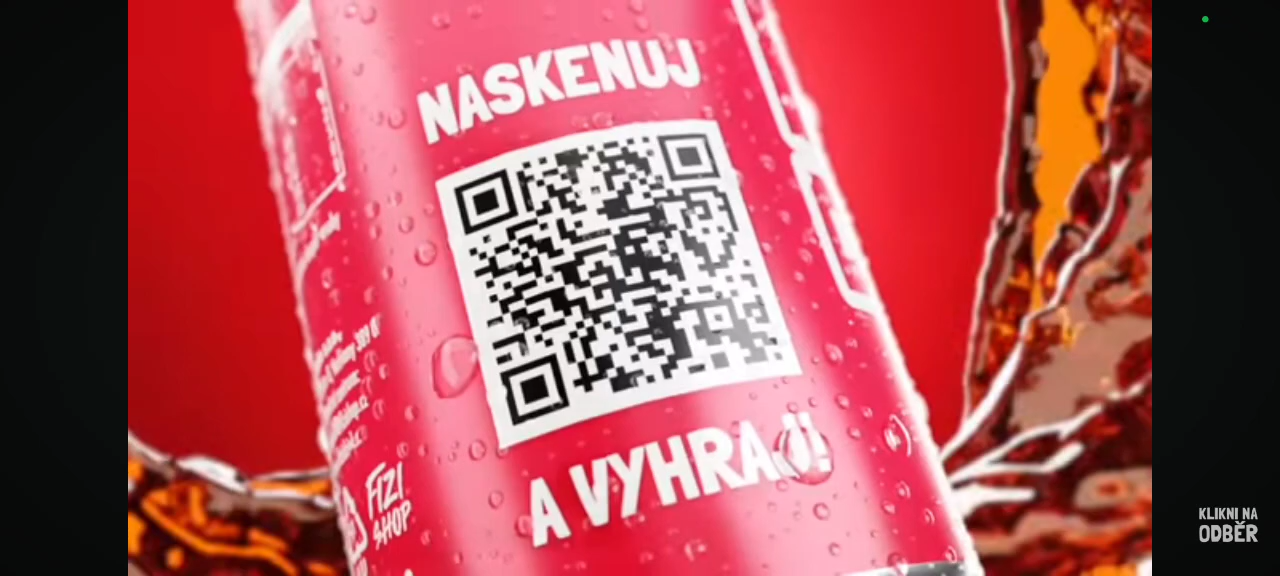 NASKENUJ
A VYHRAJ!
FIZI
SHOP
KLIKNI NA
ODBĚR